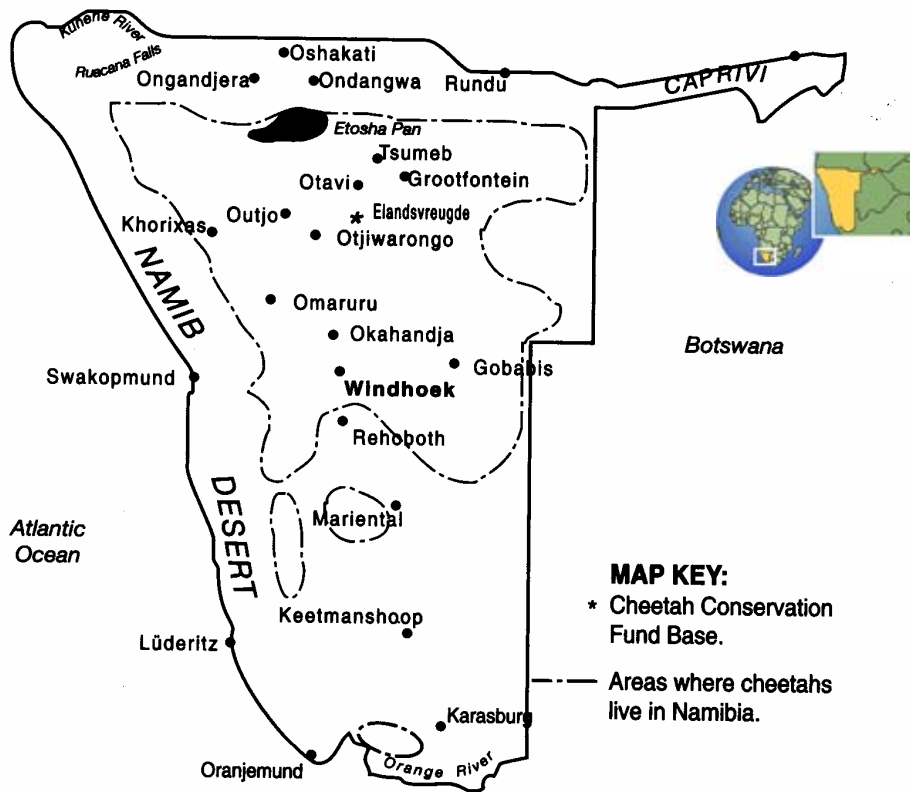 Kunene River
Ruacana Falls
Oshakati
Ongandjera
Ondangwa
Rundu
CAPRIVI
Etosha Pan
Tsumeb
Otavi
Grootfontein
Outjo
* Elandsvreugde
Khorixas
Otjiwarongo
NAMIB
Omaruru
Okahandja
Botswana
Gobabis
Swakopmund
Windhoek
Rehoboth
DESERT
Mariental
Atlantic
Ocean
MAP KEY:
* Cheetah Conservation
Fund Base.
Keetmanshoop
Lüderitz
Areas where cheetahs
live in Namibia.
Karasburg
Oranjemund
Orange River